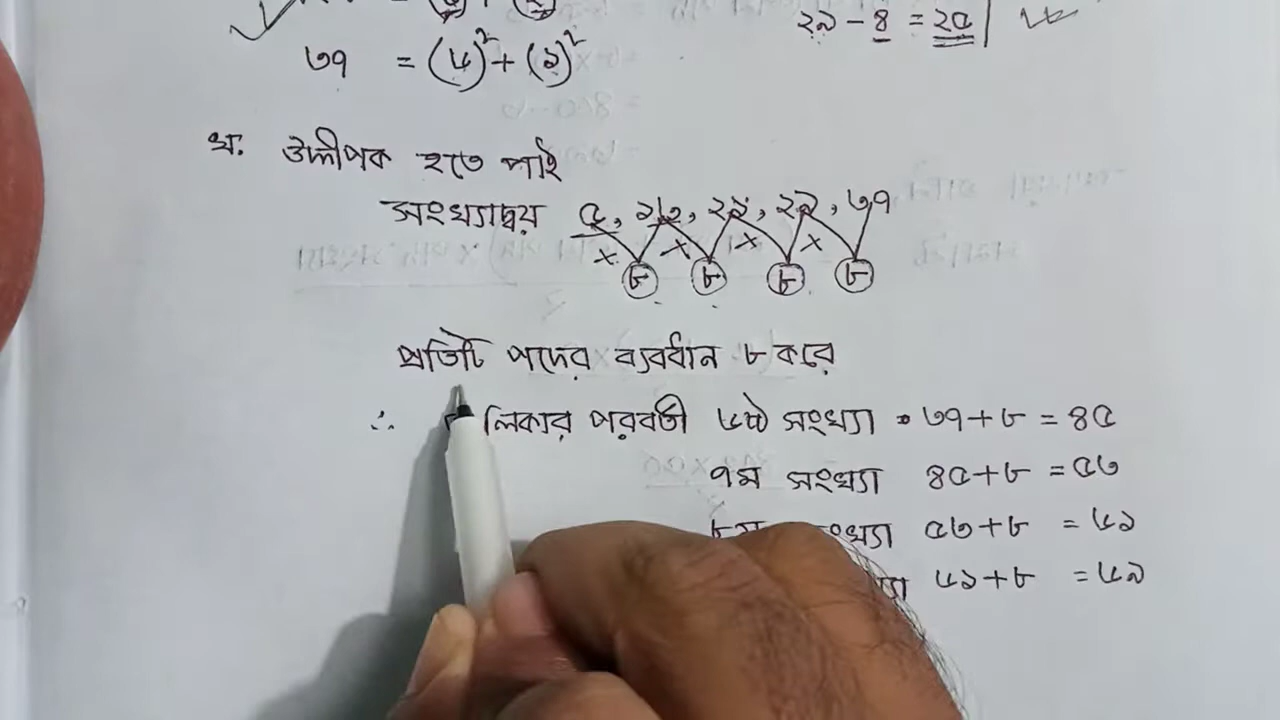 ২৯ - ৪ = ২৫
৩৭ = (৬)² + (১)²
খ. উদ্দীপক হতে পাই
সংখ্যাদ্বয় ৫, ১৩, ২১, ২৯, ৩৭
× × × ×
৮ ৮ ৮ ৮
প্রতিটি পদের ব্যবধান ৮ করে
∴ লিকার পরবর্তী ৬ষ্ঠ সংখ্যা = ৩৭+৮ = ৪৫
৭ম সংখ্যা ৪৫+৮ = ৫৩
৫৩+৮ = ৬১
৬১+৮ = ৬৯